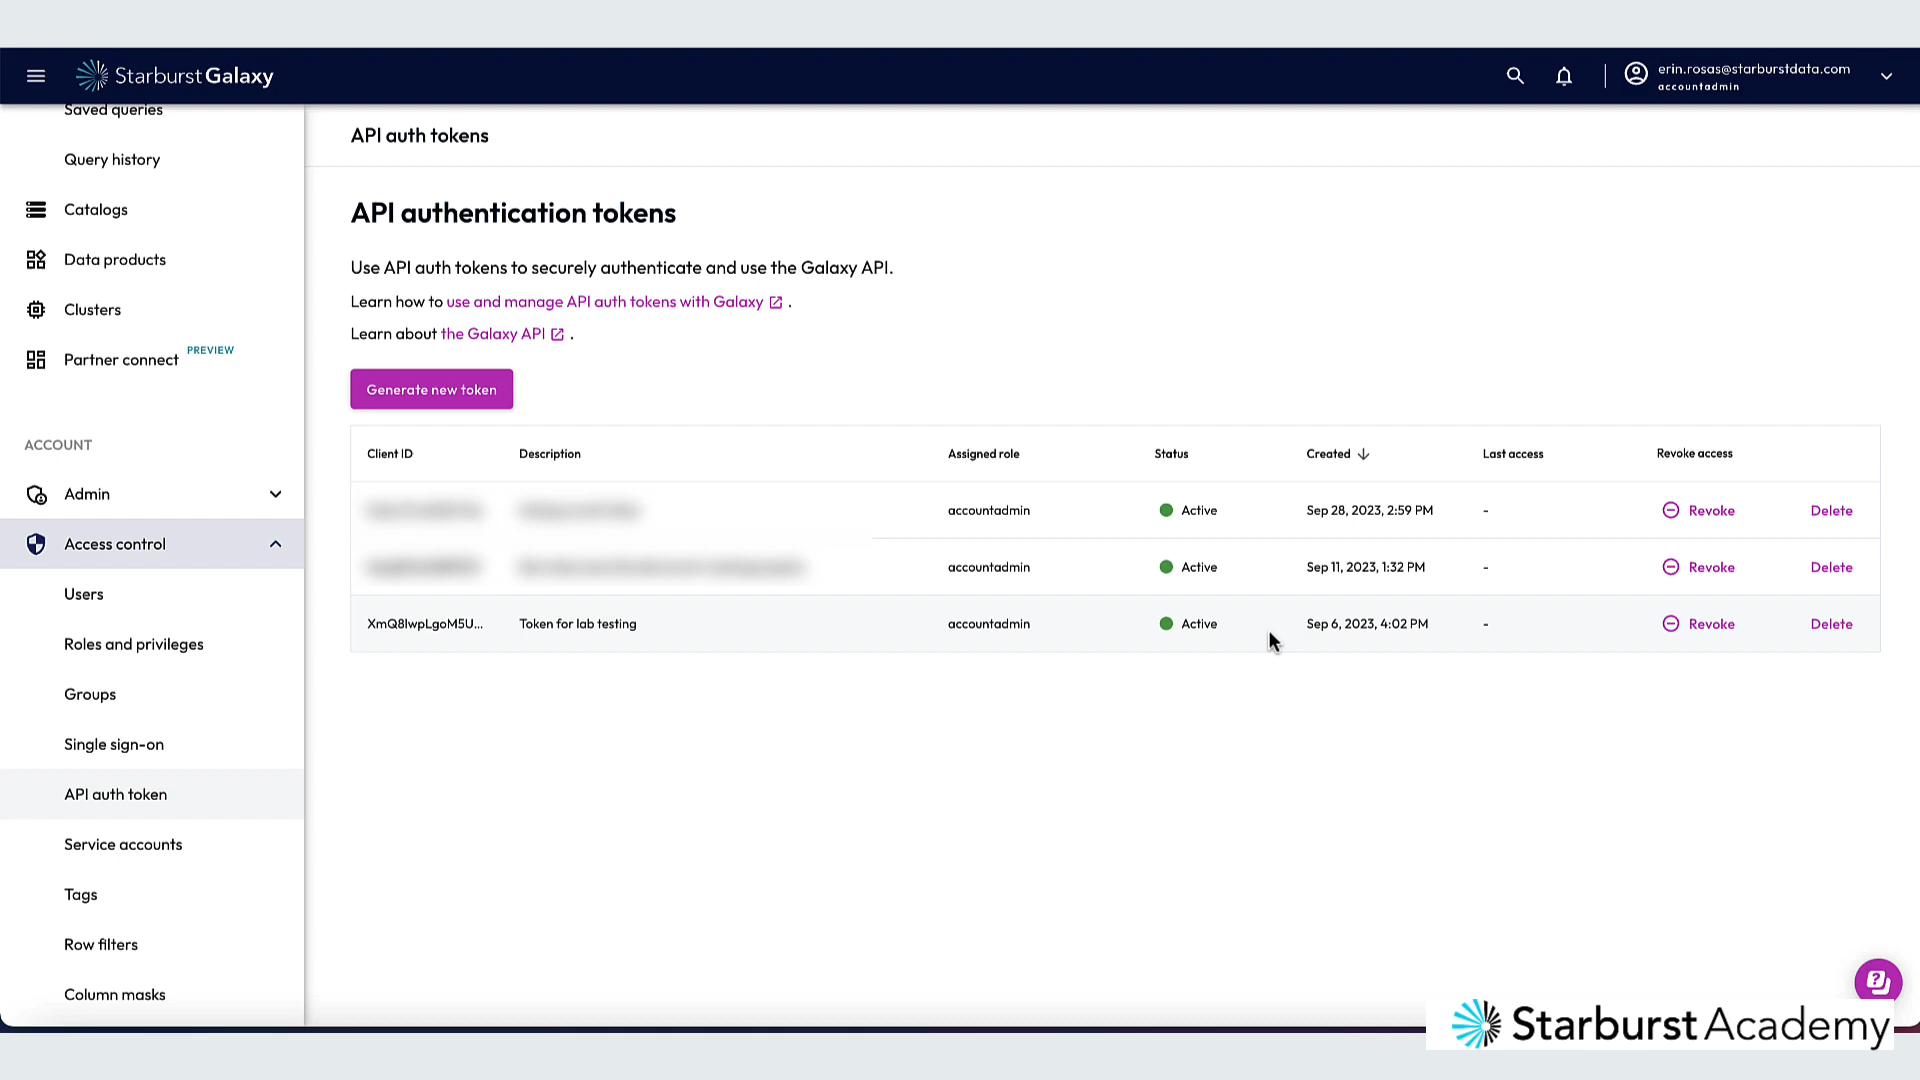 StarburstGalaxy
erin.rosas@starburstdata.com
accountadmin
Saved queries
Query history
Catalogs
Data products
Clusters
Partner connect PREVIEW
ACCOUNT
Admin
Access control
Users
Roles and privileges
Groups
Single sign-on
API auth token
Service accounts
Tags
Row filters
Column masks
API auth tokens
API authentication tokens
Use API auth tokens to securely authenticate and use the Galaxy API.
Learn how to use and manage API auth tokens with Galaxy .
Learn about the Galaxy API .
Generate new token
Client ID Description Assigned role Status Created Last access Revoke access
accountadmin Active Sep 28, 2023, 2:59 PM - Revoke Delete
accountadmin Active Sep 11, 2023, 1:32 PM - Revoke Delete
XmQ8lwpLgoM5U... Token for lab testing accountadmin Active Sep 6, 2023, 4:02 PM - Revoke Delete
Starburst Academy